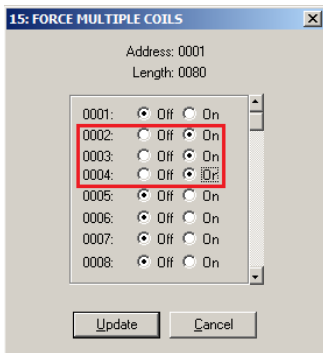 15: FORCE MULTIPLE COILS
Address: 0001
Length: 0080
0001: Off On
0002: Off On
0003: Off On
0004: Off On
0005: Off On
0006: Off On
0007: Off On
0008: Off On
Update Cancel